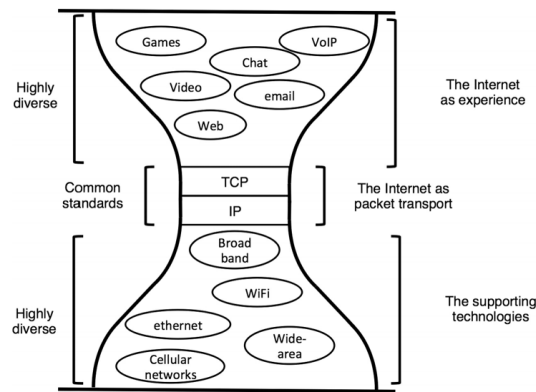 Games
VoIP
Chat
Video
email
Web
Highly
diverse
The Internet
as experience
Common
standards
TCP
IP
The Internet as
packet transport
Broad
band
WiFi
ethernet
Wide-
area
Cellular
networks
Highly
diverse
The supporting
technologies